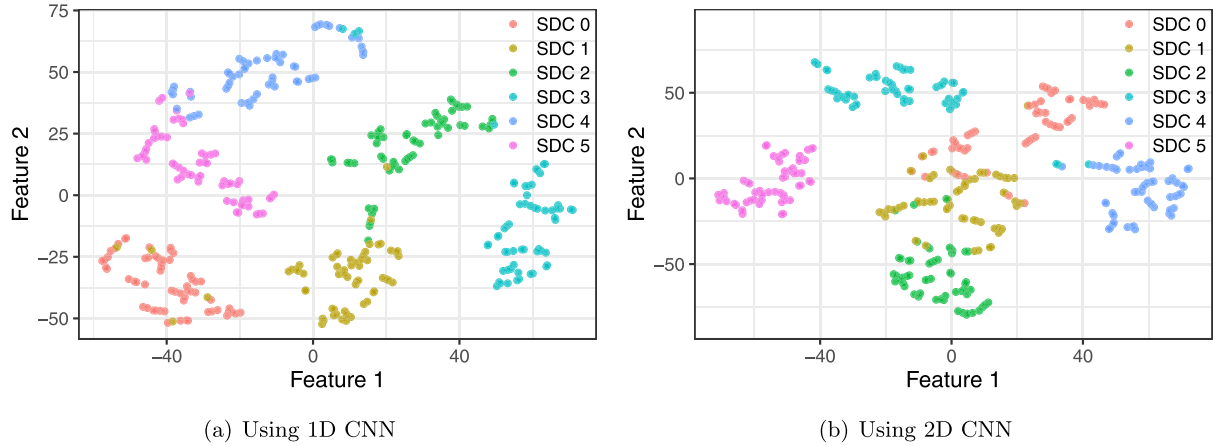 75
50
25
0
−25
−50
−40
0
40
Feature 2
Feature 1
SDC 0
SDC 1
SDC 2
SDC 3
SDC 4
SDC 5
(a) Using 1D CNN
50
0
−50
−40
0
40
Feature 2
Feature 1
SDC 0
SDC 1
SDC 2
SDC 3
SDC 4
SDC 5
(b) Using 2D CNN